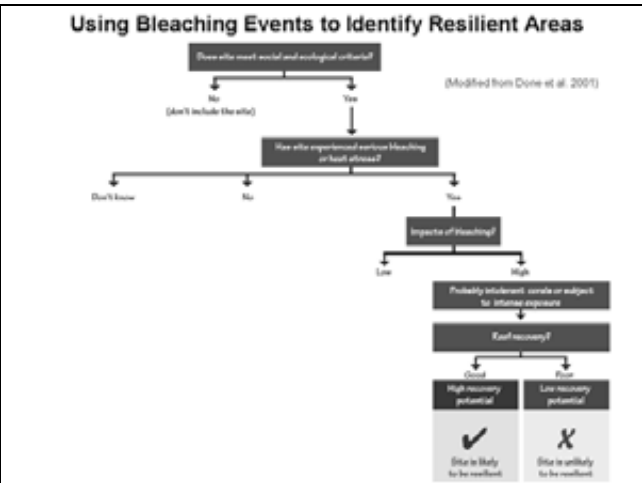 Using Bleaching Events to Identify Resilient Areas
Does site meet social and ecological criteria?
(Modified from Done et al. 2001)
No
(don't include the site)
Yes
Has site experienced serious bleaching
or heat stress?
Don't know
No
Yes
Impacts of bleaching?
Low
High
Probably intolerant corals or subject
to intense exposure
Reef recovery?
Good
Poor
High recovery
potential
Low recovery
potential
Site is likely
to be resilient
Site is unlikely
to be resilient